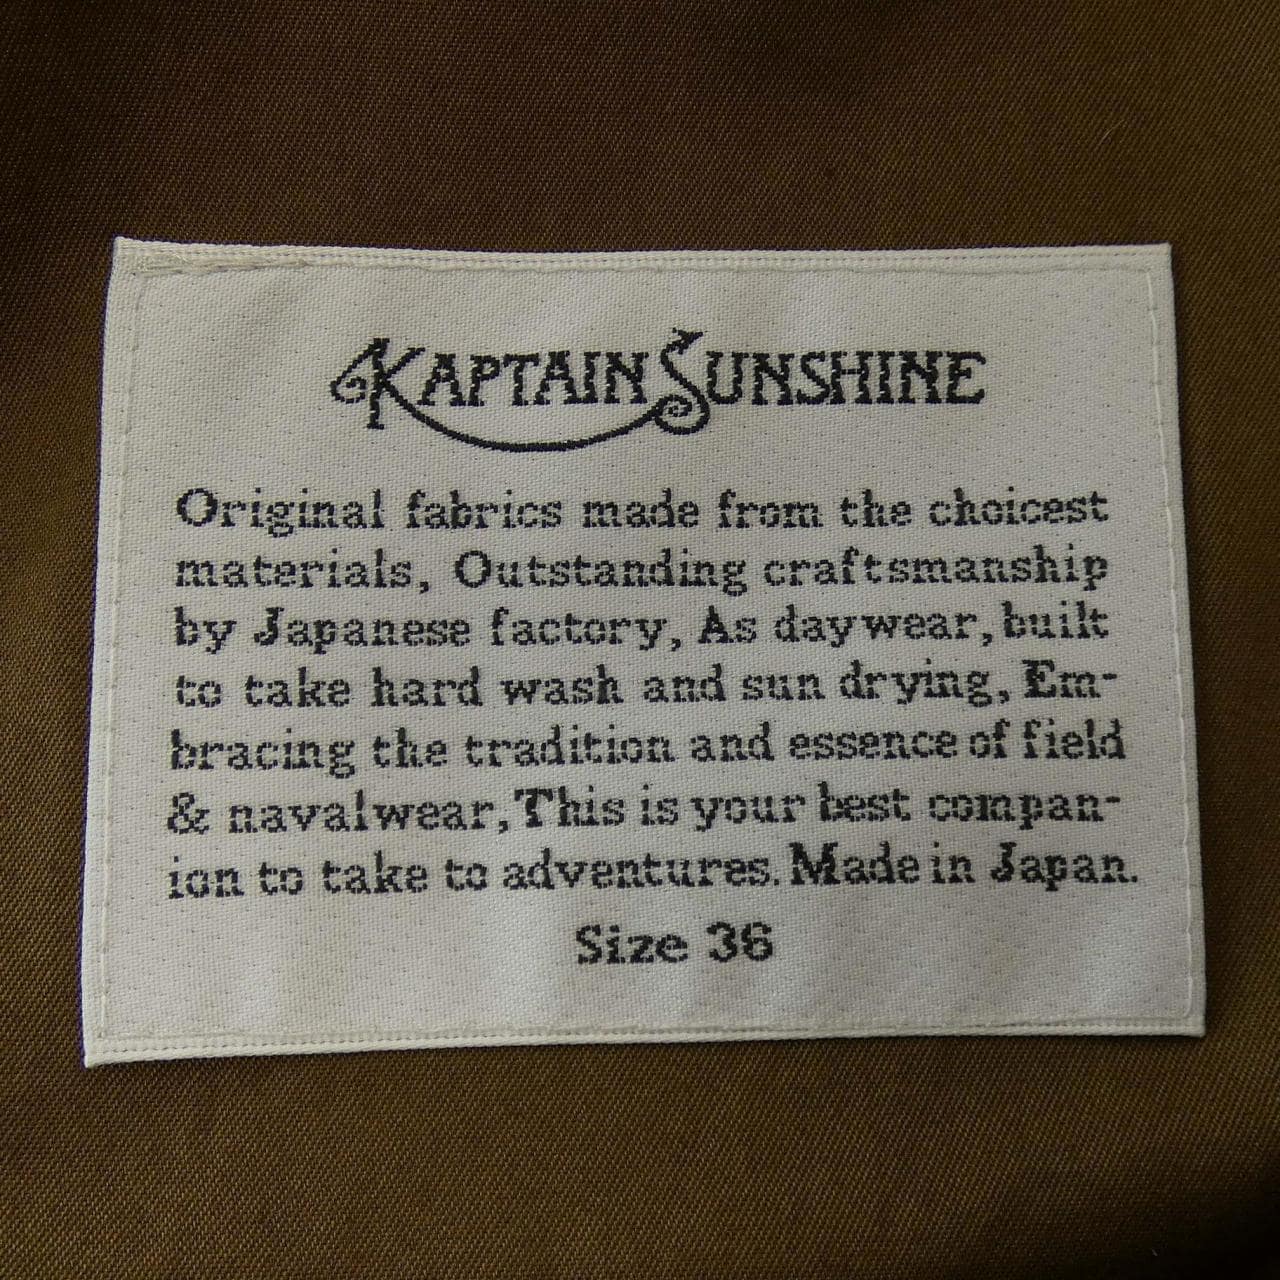 KAPTAIN SUNSHINE
Original fabrics made from the choicest
materials, Outstanding craftsmanship
by Japanese factory, As daywear, built
to take hard wash and sun drying, Em-
bracing the tradition and essence of field
& navalwear, This is your best compan-
ion to take to adventures. Made in Japan.
Size 36